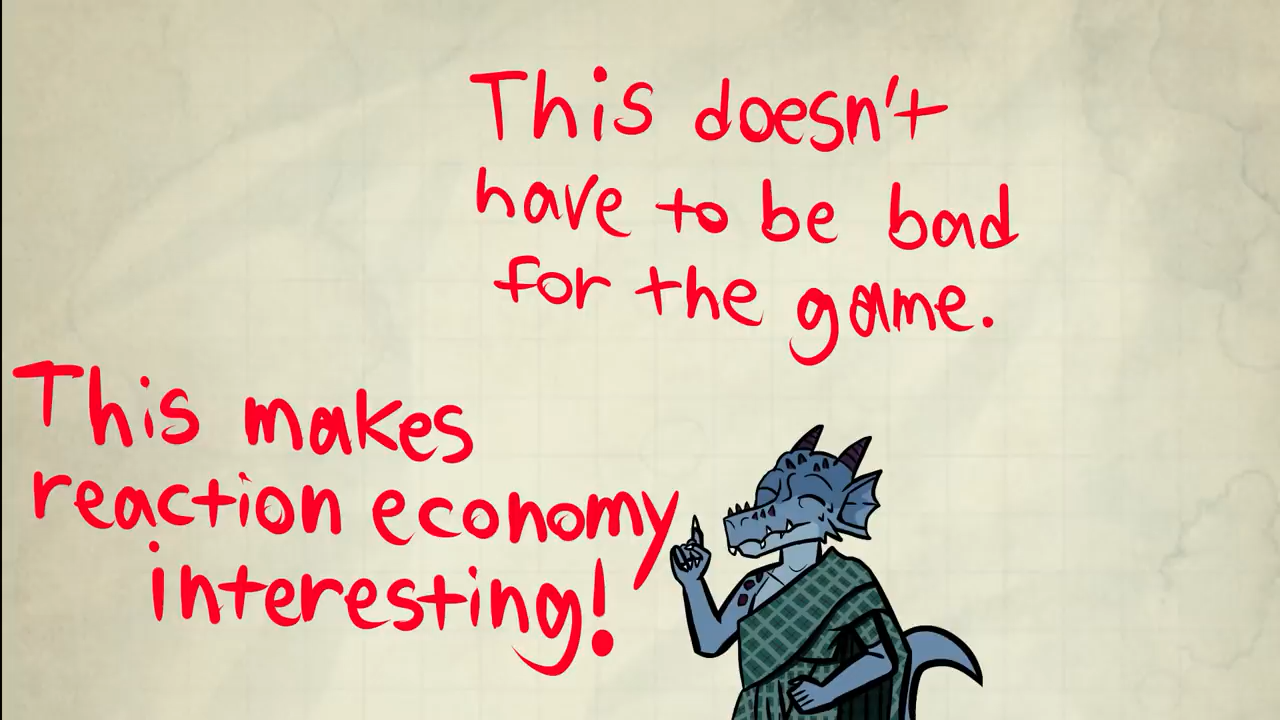 This doesn't
have to be bad
for the game.
This makes
reaction economy
interesting!